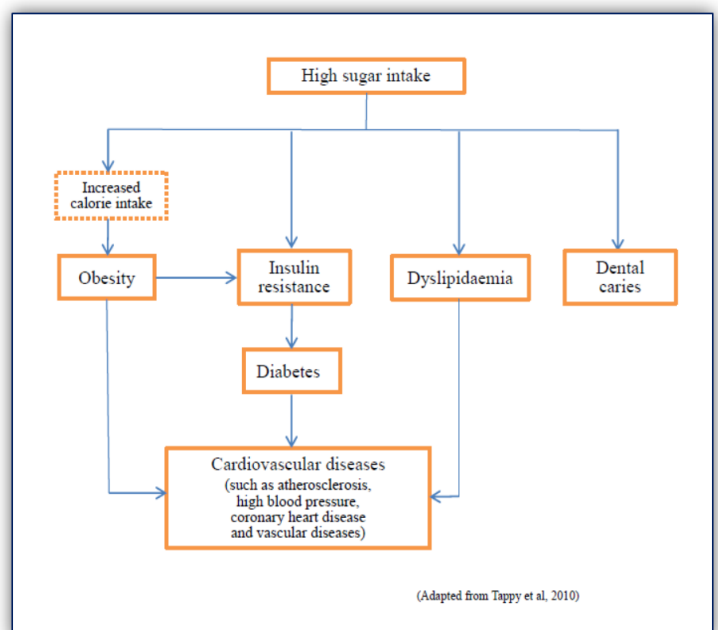 High sugar intake
Increased
calorie intake
Obesity
Insulin
resistance
Dyslipidaemia
Dental
caries
Diabetes
Cardiovascular diseases
(such as atherosclerosis,
high blood pressure,
coronary heart disease
and vascular diseases)
(Adapted from Tappy et al, 2010)